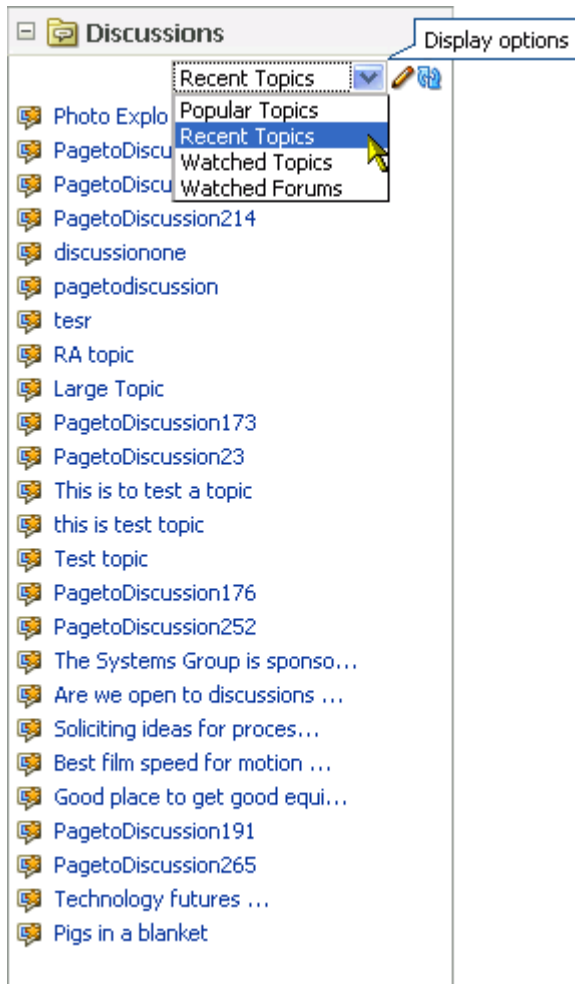 Discussions
Display options
Recent Topics
Popular Topics
Recent Topics
Watched Topics
Watched Forums
Photo Explo
PagetoDiscu
PagetoDiscu
PagetoDiscussion214
discussionone
pagetodiscussion
tesr
RA topic
Large Topic
PagetoDiscussion173
PagetoDiscussion23
This is to test a topic
this is test topic
Test topic
PagetoDiscussion176
PagetoDiscussion252
The Systems Group is sponso...
Are we open to discussions ...
Soliciting ideas for proces...
Best film speed for motion ...
Good place to get good equi...
PagetoDiscussion191
PagetoDiscussion265
Technology futures ...
Pigs in a blanket